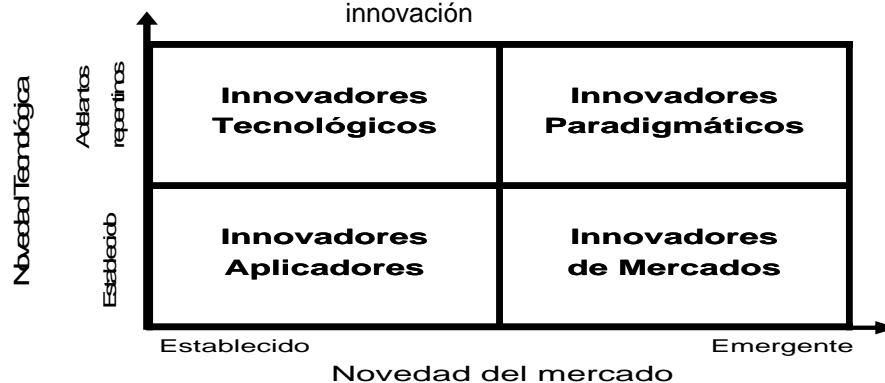 innovación
Novedad Tecnológica
Adelantos
repentinos
Establecido
Innovadores
Tecnológicos
Innovadores
Paradigmáticos
Innovadores
Aplicadores
Innovadores
de Mercados
Establecido
Emergente
Novedad del mercado